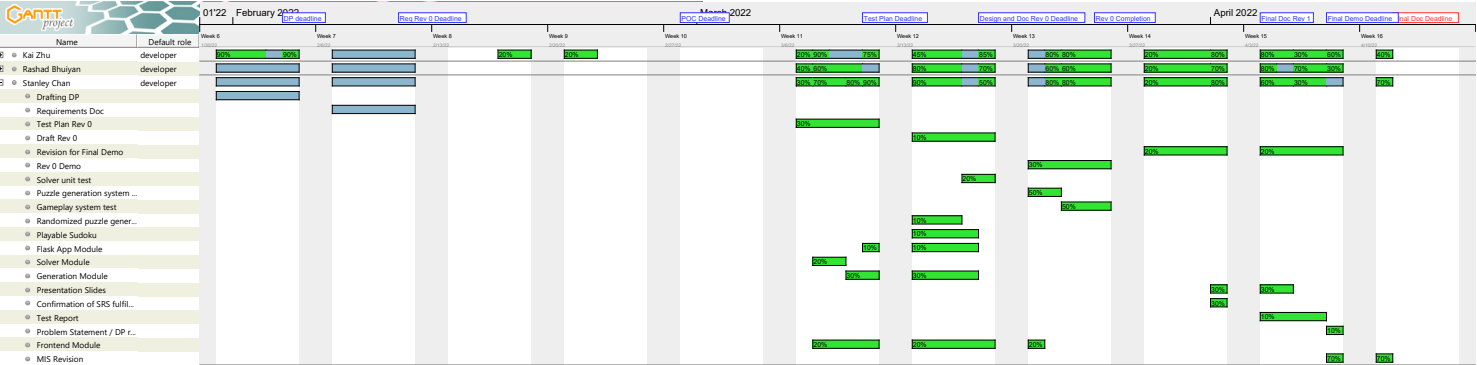 GANTT
project
01'22 February 2022 March 2022 April 2022
DP deadline Req Rev 0 Deadline POC Deadline Test Plan Deadline Design and Doc Rev 0 Deadline Rev 0 Completion Final Doc Rev 1 Final Demo Deadline nal Doc Deadline
Name Default role
Week 6 Week 7 Week 8 Week 9 Week 10 Week 11 Week 12 Week 13 Week 14 Week 15 Week 16
Kai Zhu developer 90% 90% 20% 20% 20% 90% 75% 45% 85% 80% 80% 20% 80% 80% 30% 60% 40%
Rashad Bhuiyan developer 40% 60% 80% 70% 60% 60% 20% 70% 80% 70% 30%
Stanley Chan developer 30% 70% 80% 90% 90% 50% 80% 80% 20% 80% 60% 30% 70%
Drafting DP
Requirements Doc
Test Plan Rev 0 30%
Draft Rev 0 10%
Revision for Final Demo 20% 20%
Rev 0 Demo 30%
Solver unit test 20%
Puzzle generation system ... 50%
Gameplay system test 50%
Randomized puzzle gener... 10%
Playable Sudoku 10%
Flask App Module 10% 10%
Solver Module 20%
Generation Module 30% 30%
Presentation Slides 30% 30%
Confirmation of SRS fulfil... 30%
Test Report 10%
Problem Statement / DP r... 10%
Frontend Module 20% 20% 20%
MIS Revision 70% 70%